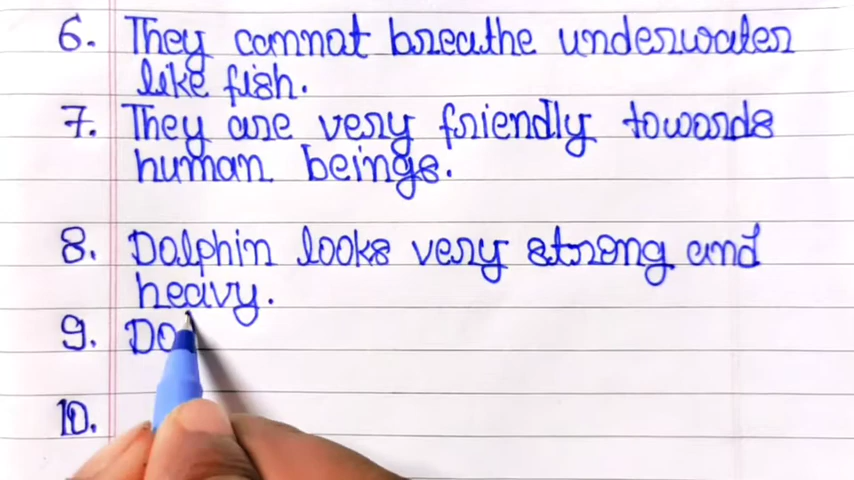 6. They cannot breathe underwater
like fish.
7. They are very friendly towards
human beings.
8. Dolphin looks very strong and
heavy.
9. Do
10.